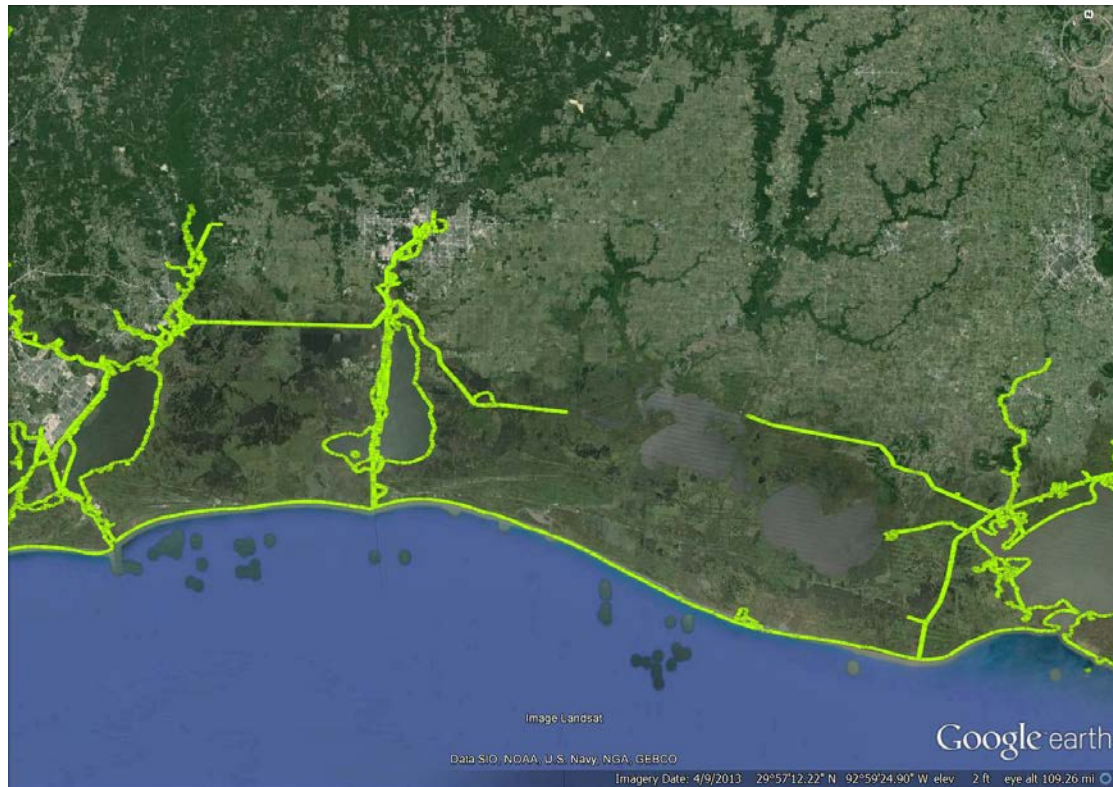 N
Image Landsat
Google earth
Data SIO, NOAA, U.S. Navy, NGA, GEBCO
Imagery Date: 4/9/2013 29°57'12.22" N 92°59'24.90" W elev 2 ft eye alt 109.26 mi